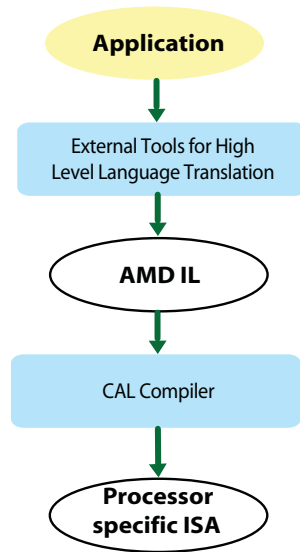 Application
External Tools for High
Level Language Translation
AMD IL
CAL Compiler
Processor
specific ISA